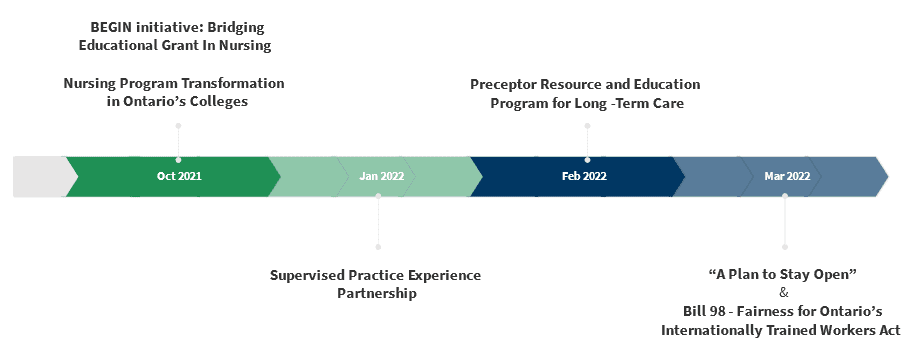 BEGIN initiative: Bridging
Educational Grant In Nursing
Nursing Program Transformation
in Ontario's Colleges
Preceptor Resource and Education
Program for Long -Term Care
Oct 2021
Jan 2022
Feb 2022
Mar 2022
Supervised Practice Experience
Partnership
“A Plan to Stay Open”
&
Bill 98 - Fairness for Ontario's
Internationally Trained Workers Act